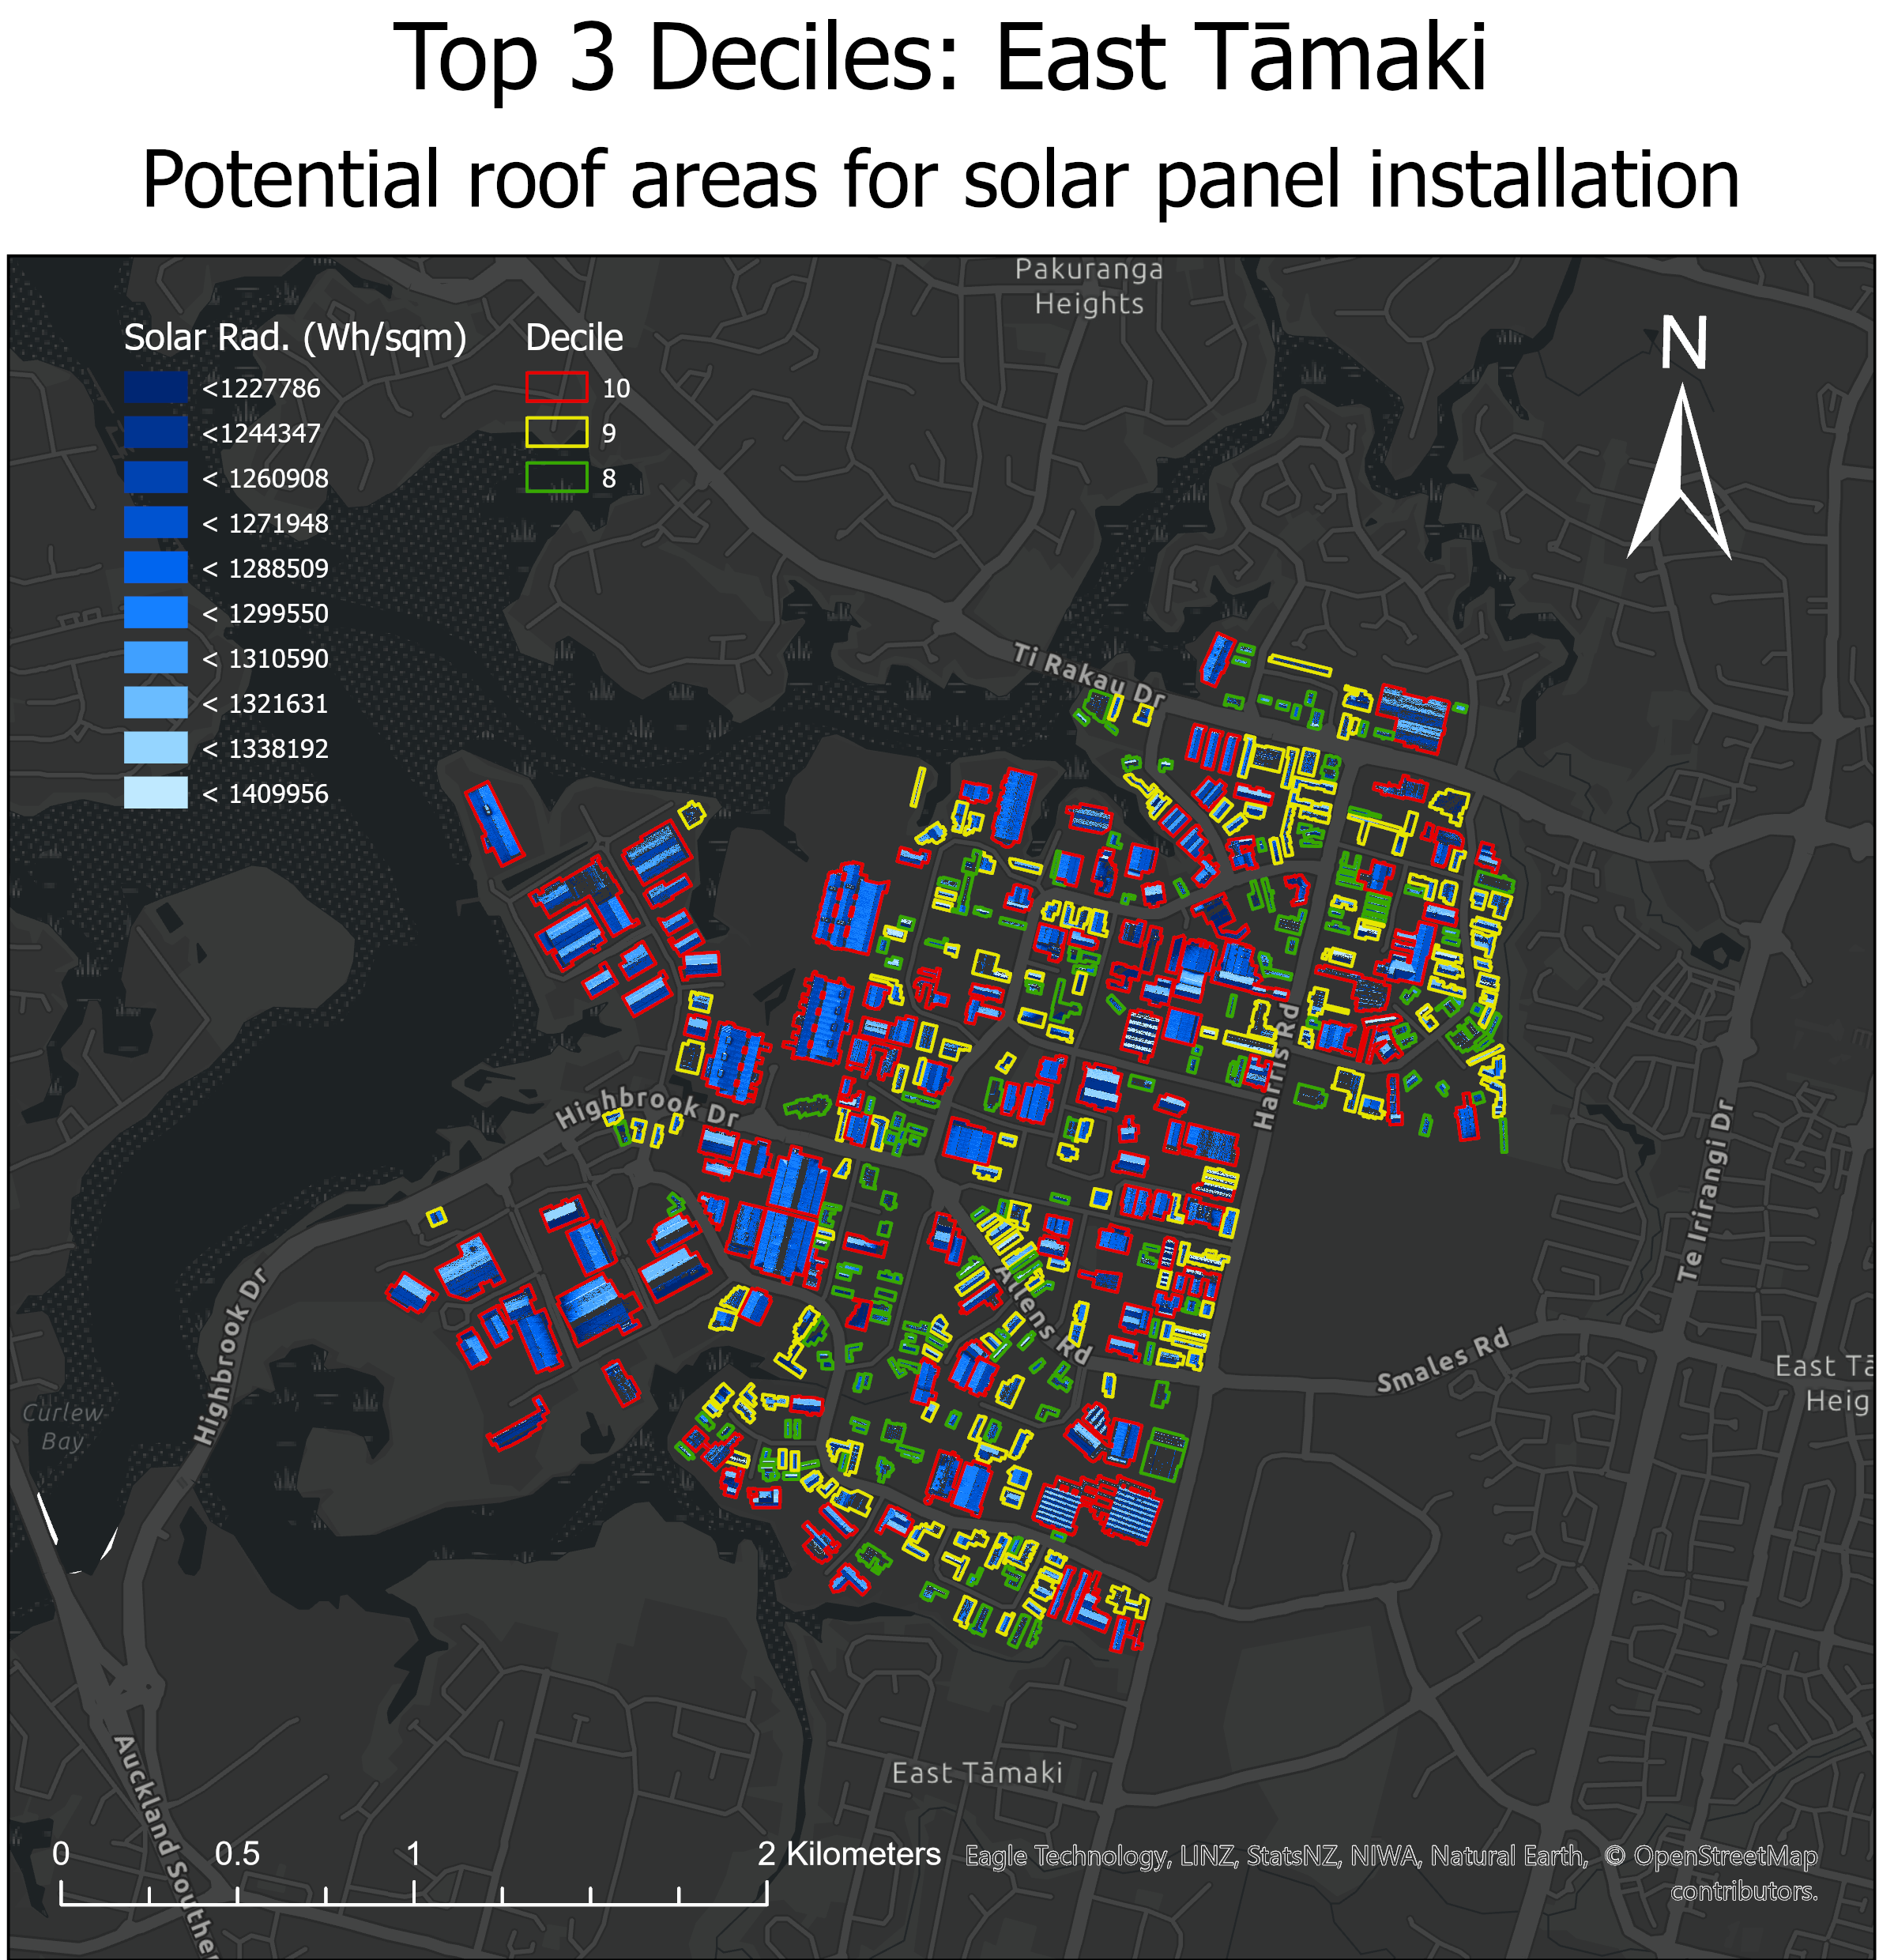 Top 3 Deciles: East Tāmaki
Potential roof areas for solar panel installation
Pakuranga
Heights
Solar Rad. (Wh/sqm)
<1227786
<1244347
< 1260908
< 1271948
< 1288509
< 1299550
< 1310590
< 1321631
< 1338192
< 1409956
Decile
10
9
8
N
Ti Rakau Dr
Highbrook Dr
Harris Rd
Te Irirangi Dr
Highbrook Dr
Allens Rd
Smales Rd
East Tā
Heig
Curlew
Bay
Auckland Souther
East Tāmaki
0 0.5 1 2 Kilometers
Eagle Technology, LINZ, StatsNZ, NIWA, Natural Earth, © OpenStreetMap
contributors.